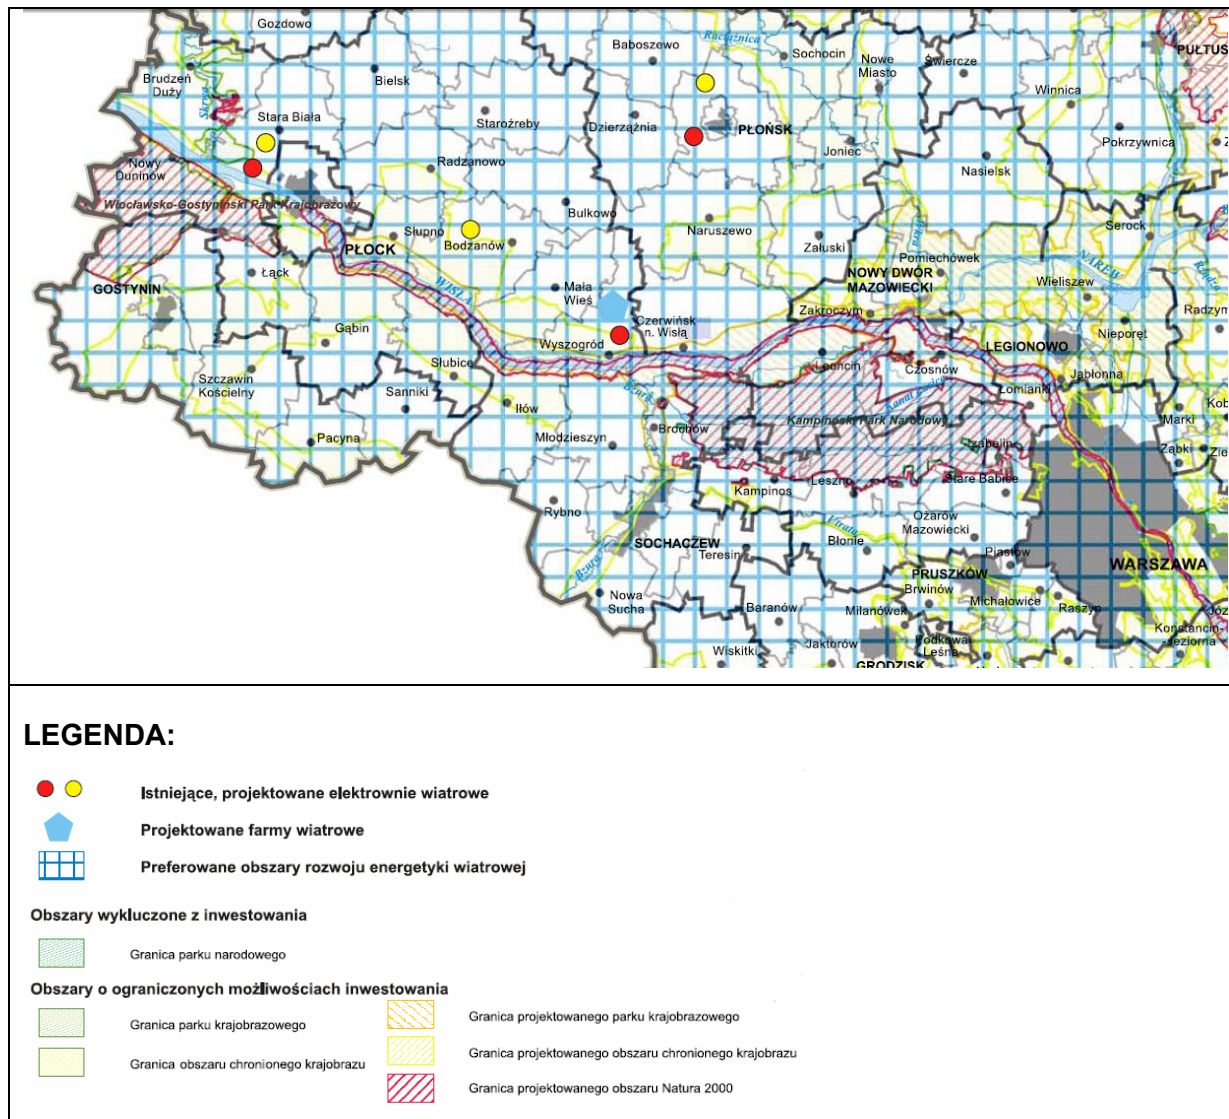 Gozdowo
Baboszewo
Raciążnica
Sochocin
Nowe
Miasto
Świercze
PUŁTUS
Brudzeń
Duży
Bielsk
Winnica
Skrwa
Stara Biała
Staroźreby
Dzierzążnia
PŁOŃSK
Joniec
Pokrzywnica
Nowy
Duninów
Radzanowo
Nasielsk
Włocławsko-Gostyniński Park Krajobrazowy
Bulkowo
Słupno
Bodzanów
Naruszewo
Załuski
Wkra
Serock
PŁOCK
Łąck
Pomiechówek
NAREW
GOSTYNIN
WISŁA
Mała
Wieś
NOWY DWÓR
MAZOWIECKI
Wieliszew
Zakroczym
Radzym
Gąbin
Czerwińsk
n. Wisłą
Nieporęt
Wyszogród
LEGIONOWO
Słubice
Leoncin
Czosnów
Jabłonna
Szczawin
Kościelny
Sanniki
Łomianki
Iłów
Bzura
Kampinoski Park Narodowy
Marki
Pacyna
Młodzieszyn
Brochów
Izabelin
Ząbki
Kampinos
Leszno
Stare Babice
Rybno
Utrata
Ożarów
Mazowiecki
SOCHACZEW
Teresin
Błonie
Piastów
Bzura
PRUSZKÓW
WARSZAWA
Nowa
Sucha
Brwinów
Baranów
Milanówek
Michałowice
Raszyn
Józ
Konstancin-
Jeziorna
Wiskitki
Jaktorów
Podkowa
Leśna
GRODZISK
LEGENDA:
Istniejące, projektowane elektrownie wiatrowe
Projektowane farmy wiatrowe
Preferowane obszary rozwoju energetyki wiatrowej
Obszary wykluczone z inwestowania
Granica parku narodowego
Obszary o ograniczonych możliwościach inwestowania
Granica parku krajobrazowego
Granica projektowanego parku krajobrazowego
Granica obszaru chronionego krajobrazu
Granica projektowanego obszaru chronionego krajobrazu
Granica projektowanego obszaru Natura 2000